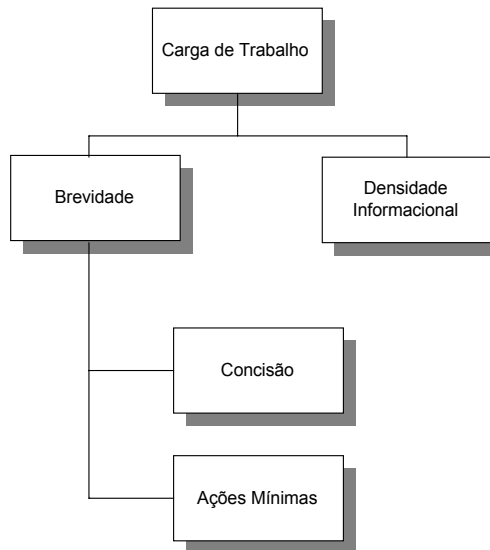 Carga de Trabalho
Brevidade
Densidade
Informacional
Concisão
Ações Mínimas